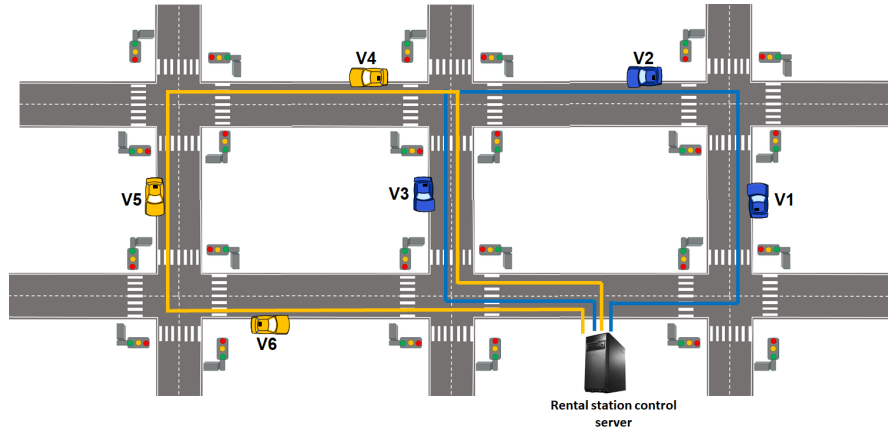 V4
V2
V5
V3
V1
V6
Rental station control
server